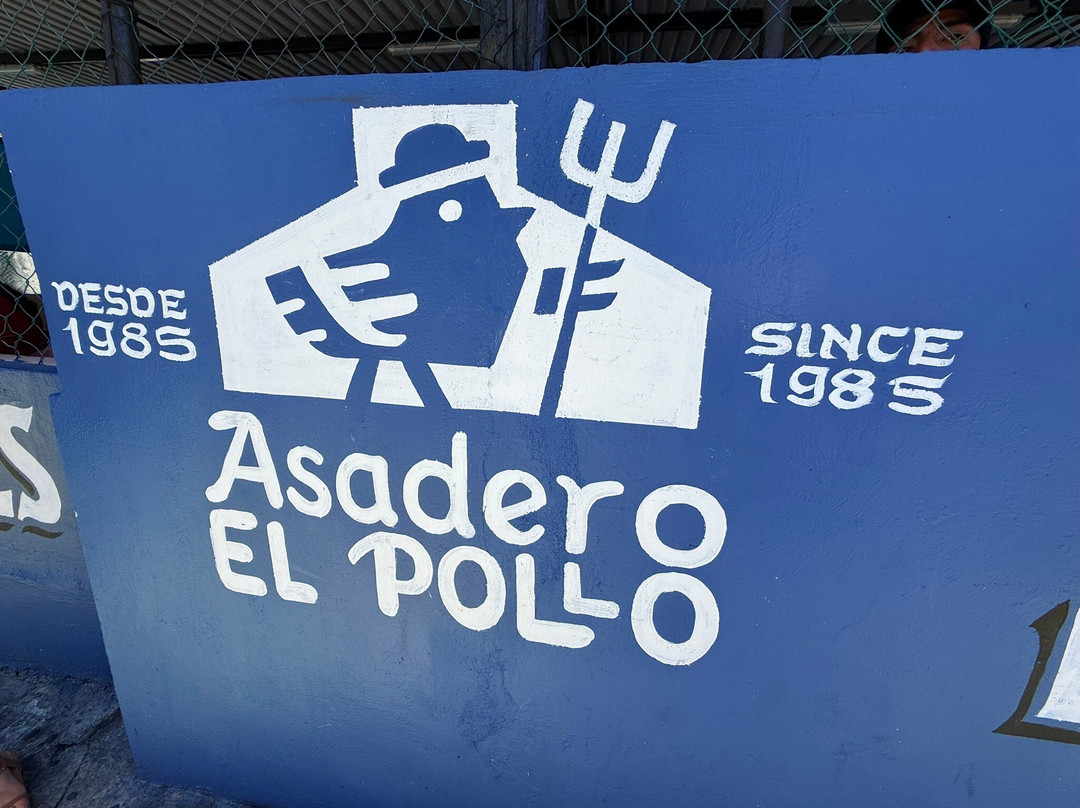 DESDE
1985
SINCE
1985
Asadero
EL POLLO